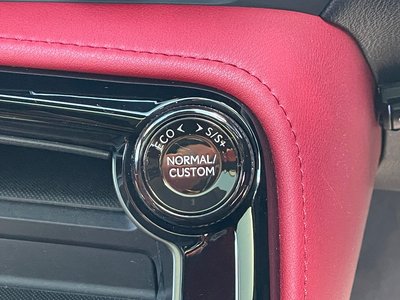 ECO < > S/S+
NORMAL/
CUSTOM